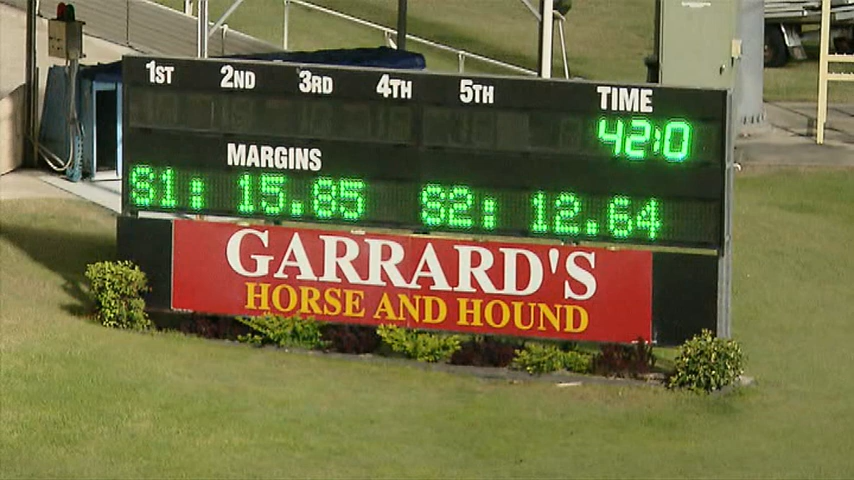 1ST 2ND 3RD 4TH 5TH TIME
42:0
MARGINS
S1: 15.85 S2: 12.64
GARRARD'S
HORSE AND HOUND